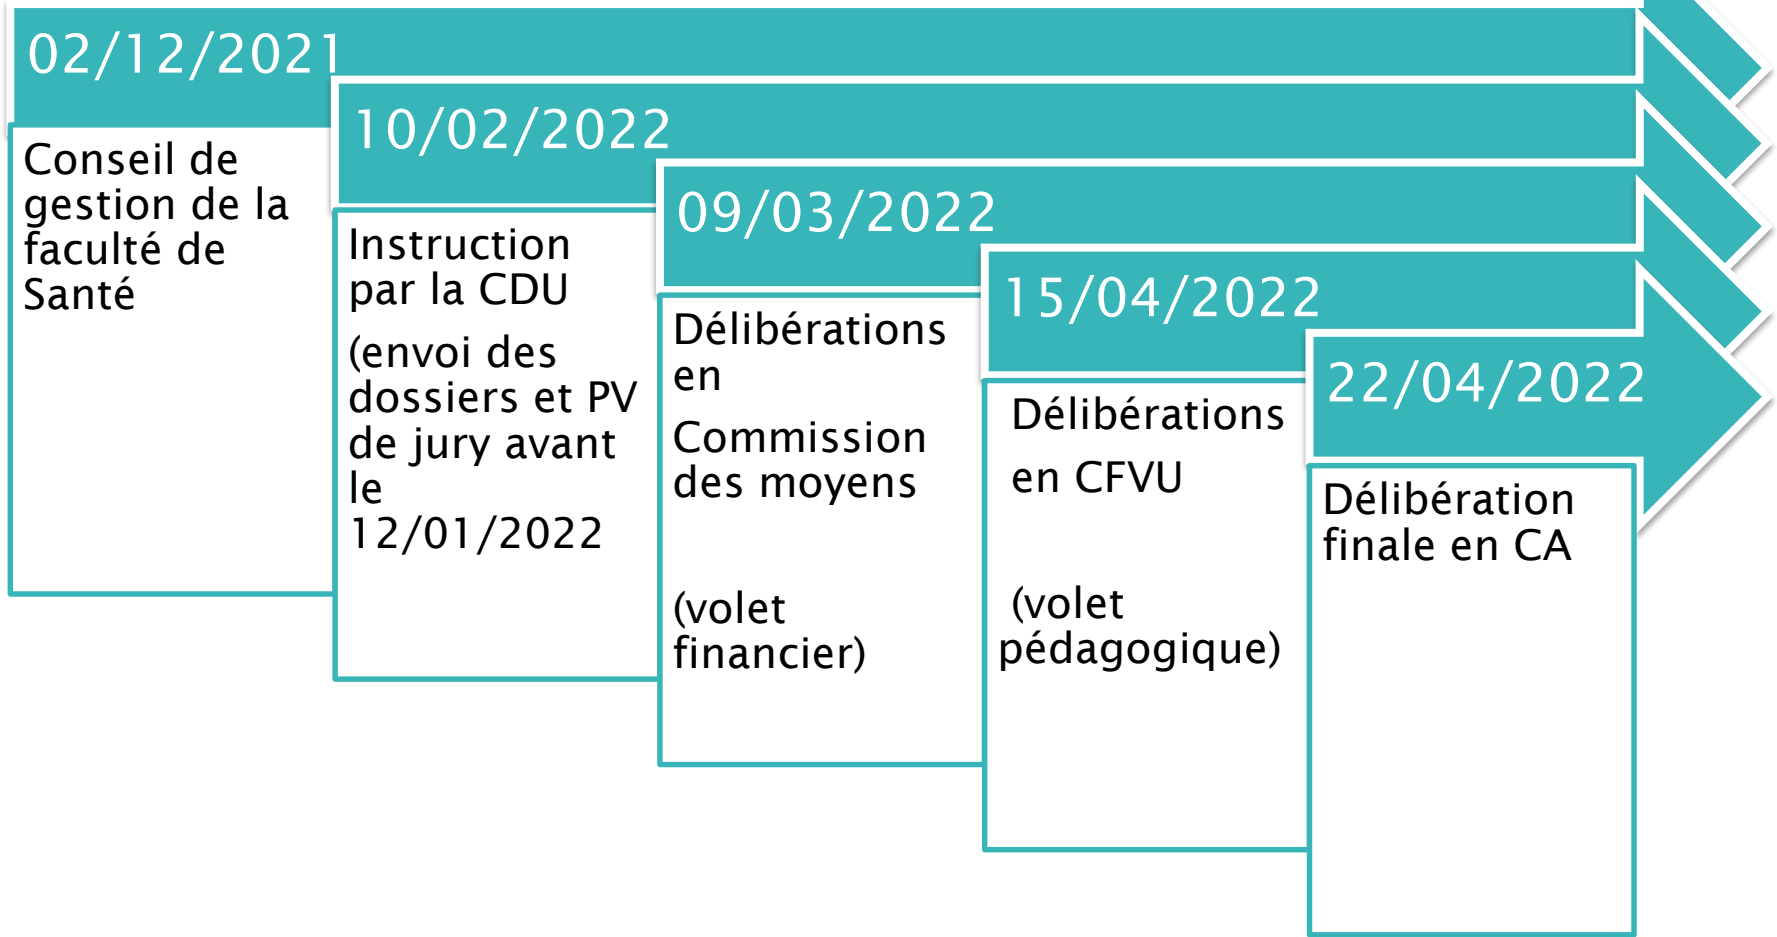 02/12/2021
Conseil de
gestion de la
faculté de
Santé
10/02/2022
Instruction
par la CDU
(envoi des
dossiers et PV
de jury avant
le
12/01/2022
09/03/2022
Délibérations
en
Commission
des moyens
(volet
financier)
15/04/2022
Délibérations
en CFVU
(volet
pédagogique)
22/04/2022
Délibération
finale en CA